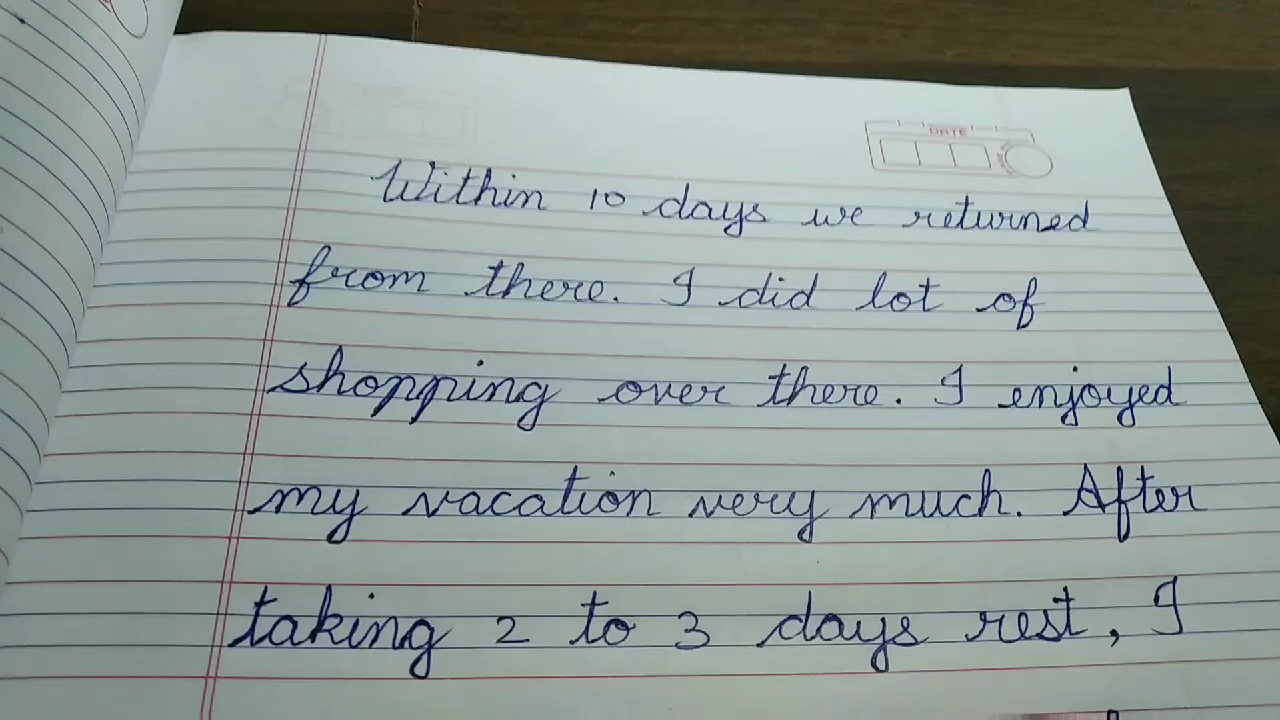 DATE
Within 10 days we returned
from there. I did lot of
shopping over there. I enjoyed
my vacation very much. After
taking 2 to 3 days rest, I